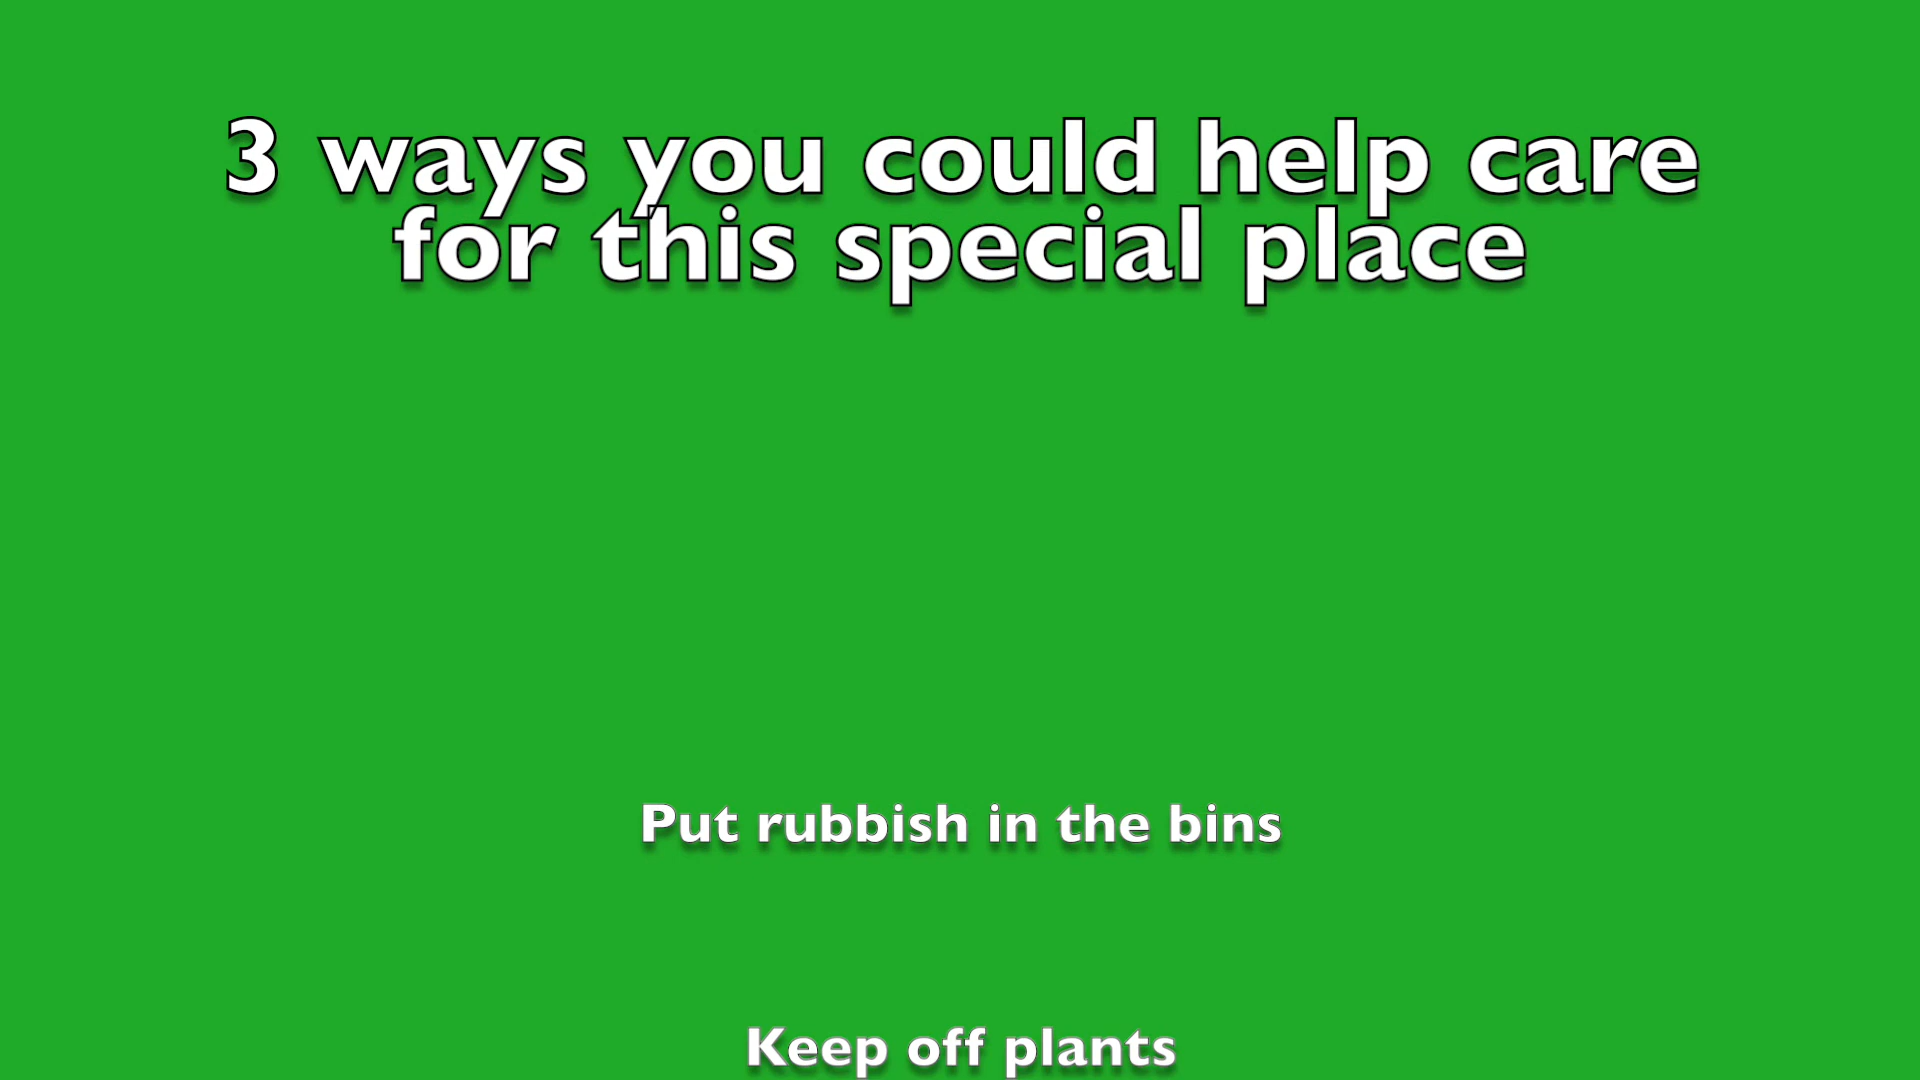 3 ways you could help care
for this special place
Put rubbish in the bins
Keep off plants